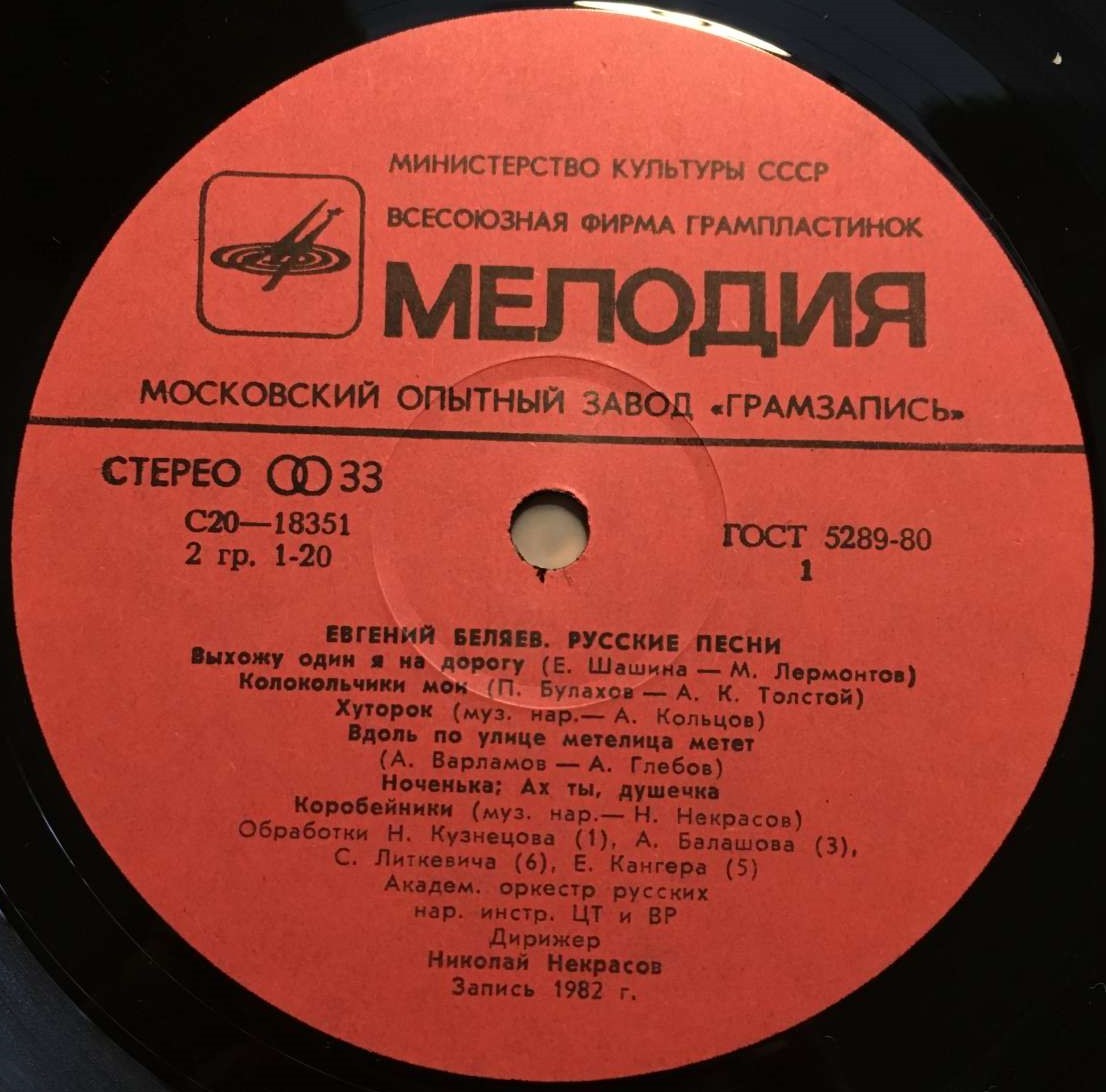 МИНИСТЕРСТВО КУЛЬТУРЫ СССР
ВСЕСОЮЗНАЯ ФИРМА ГРАМПЛАСТИНОК
МЕЛОДИЯ
МОСКОВСКИЙ ОПЫТНЫЙ ЗАВОД «ГРАМЗАПИСЬ»
СТЕРЕО 33
С20—18351
2 гр. 1-20
ГОСТ 5289-80
1
ЕВГЕНИЙ БЕЛЯЕВ. РУССКИЕ ПЕСНИ
Выхожу один я на дорогу (Е. Шашина — М. Лермонтов)
Колокольчики мои (П. Булахов — А. К. Толстой)
Хуторок (муз. нар.— А. Кольцов)
Вдоль по улице метелица метет
(А. Варламов — А. Глебов)
Ноченька; Ах ты, душечка
Коробейники (муз. нар.— Н. Некрасов)
Обработки Н. Кузнецова (1), А. Балашова (3),
С. Литкевича (6), Е. Кангера (5)
Академ. оркестр русских
нар. инстр. ЦТ и ВР
Дирижер
Николай Некрасов
Запись 1982 г.